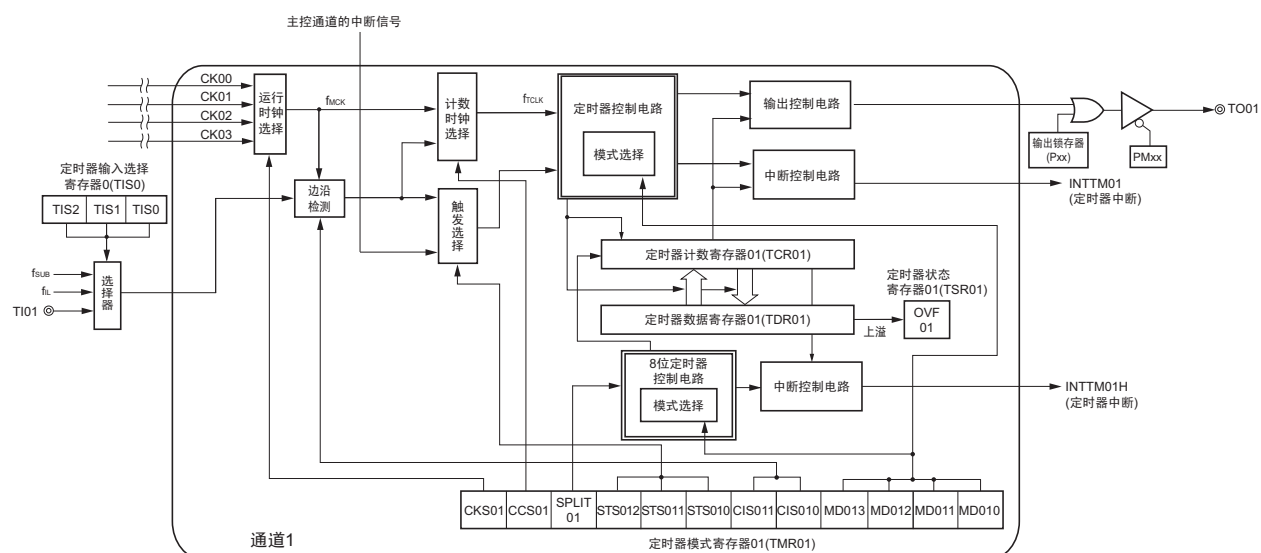 主控通道的中断信号
CK00
CK01
CK02
CK03
运行
时钟
选择
fMCK
计数
时钟
选择
fTCLK
定时器控制电路
模式选择
输出控制电路
中断控制电路
输出锁存器
(Pxx)
PMxx
TO01
INTTM01
(定时器中断)
定时器输入选择
寄存器0(TIS0)
TIS2 TIS1 TIS0
边沿
检测
触
发
选
择
fSUB
fIL
TI01
选
择
器
定时器计数寄存器01(TCR01)
定时器数据寄存器01(TDR01)
定时器状态
寄存器01(TSR01)
上溢
OVF
01
8位定时器
控制电路
模式选择
中断控制电路
INTTM01H
(定时器中断)
CKS01 CCS01 SPLIT
01 STS012 STS011 STS010 CIS011 CIS010 MD013 MD012 MD011 MD010
通道1
定时器模式寄存器01(TMR01)